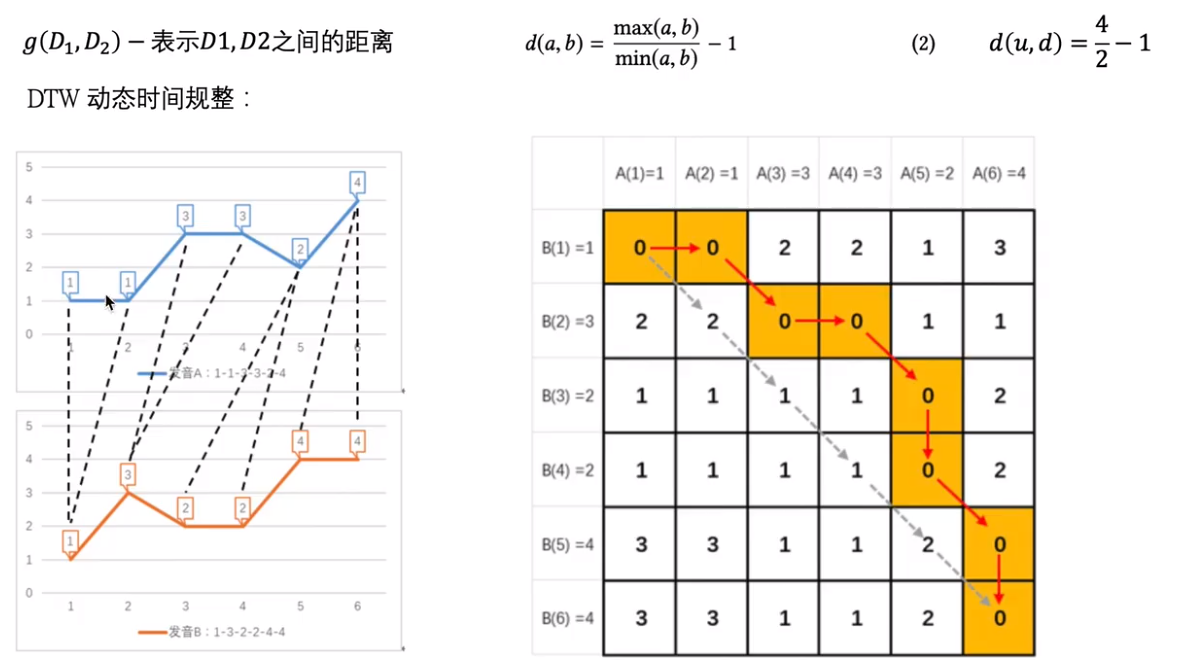 g(D₁, D₂) – 表示D1, D2之间的距离
d(a, b) = max(a, b) / min(a, b) − 1 (2) d(u, d) = 4/2 − 1
DTW 动态时间规整：
5
4
3
2
1
0
1 1 3 3 2 4
1 2 3 4 5 6
发音A：1-1-3-3-2-4
5
4
3
2
1
0
1 3 2 2 4 4
1 2 3 4 5 6
发音B：1-3-2-2-4-4
A(1)=1 A(2) =1 A(3) =3 A(4) =3 A(5) =2 A(6) =4
B(1) =1 0 0 2 2 1 3
B(2) =3 2 2 0 0 1 1
B(3) =2 1 1 1 1 0 2
B(4) =2 1 1 1 1 0 2
B(5) =4 3 3 1 1 2 0
B(6) =4 3 3 1 1 2 0